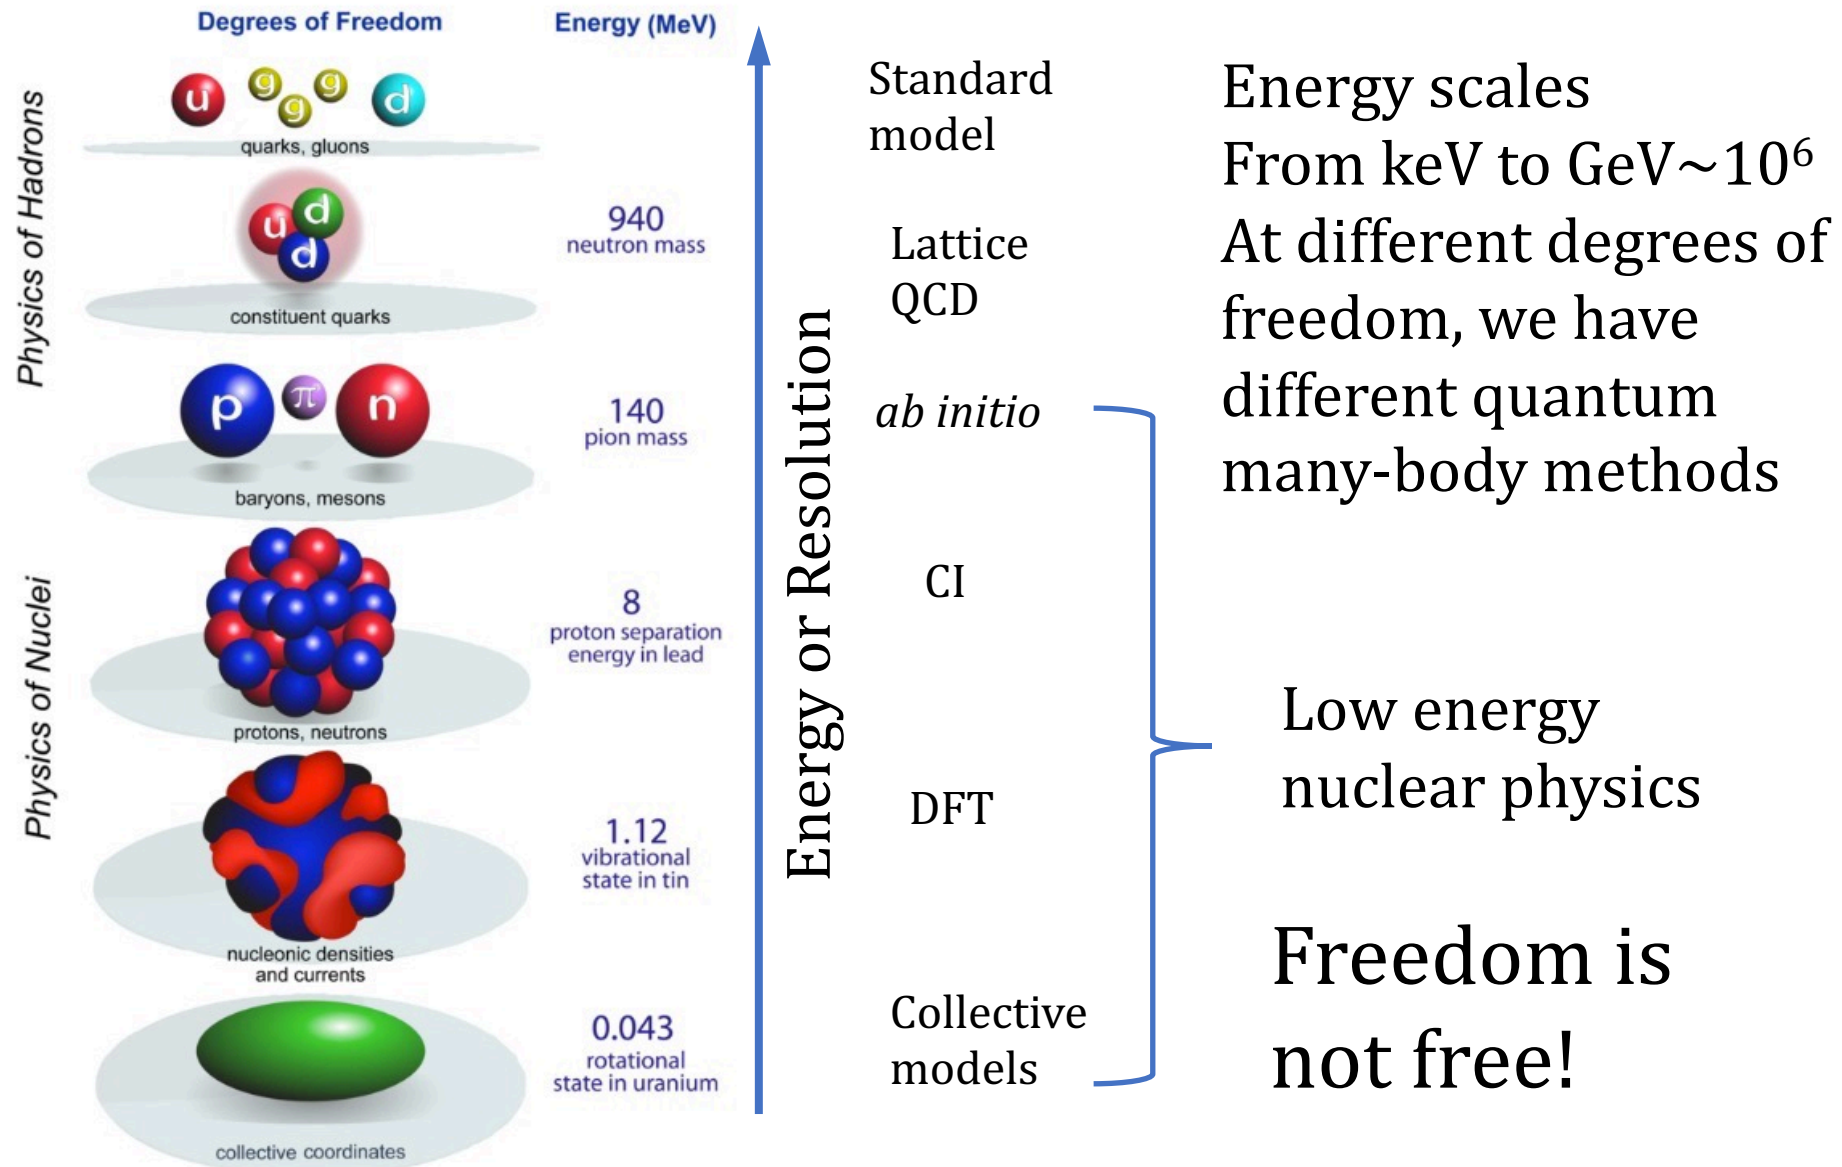 Degrees of Freedom
Energy (MeV)
Physics of Hadrons
u
g
g
g
d
quarks, gluons
u
d
d
constituent quarks
940
neutron mass
p
π
n
baryons, mesons
140
pion mass
Physics of Nuclei
protons, neutrons
8
proton separation
energy in lead
nucleonic densities
and currents
1.12
vibrational
state in tin
collective coordinates
0.043
rotational
state in uranium
Energy or Resolution
Standard
model
Lattice
QCD
ab initio
CI
DFT
Collective
models
Energy scales
From keV to GeV~10⁶
At different degrees of
freedom, we have
different quantum
many-body methods
Low energy
nuclear physics
Freedom is
not free!